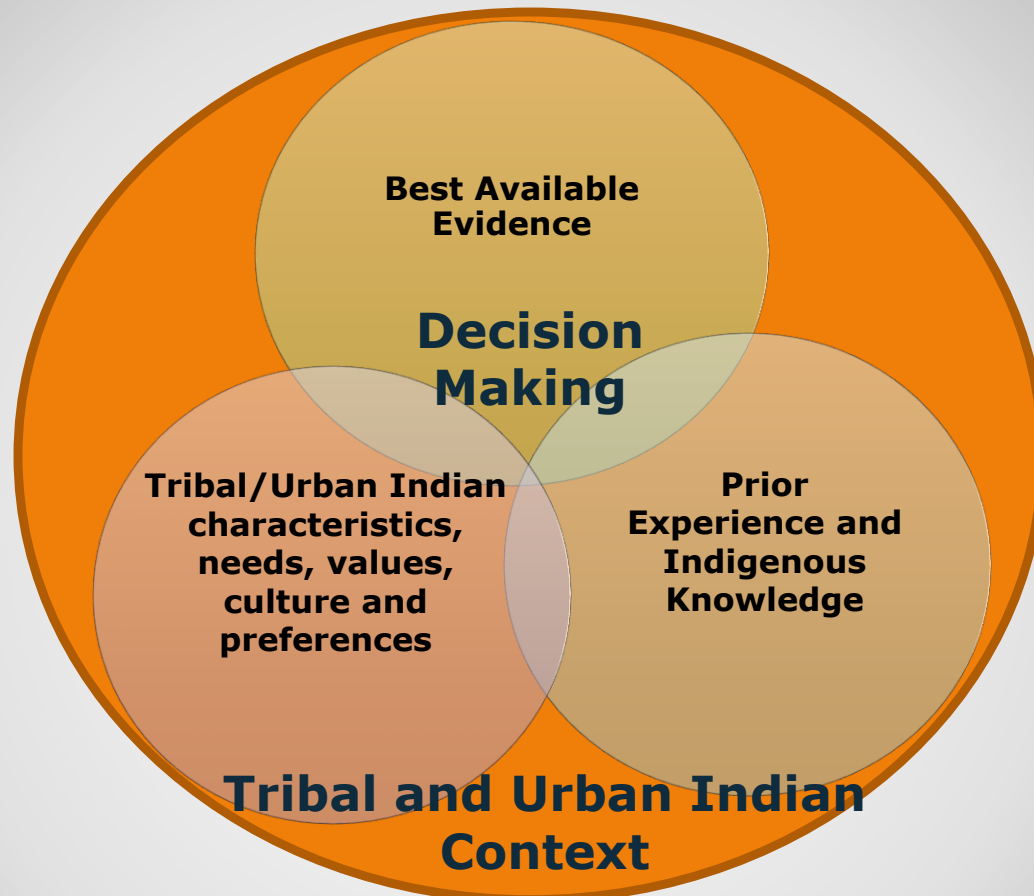 Best Available
Evidence
Decision
Making
Tribal/Urban Indian
characteristics,
needs, values,
culture and
preferences
Prior
Experience and
Indigenous
Knowledge
Tribal and Urban Indian
Context